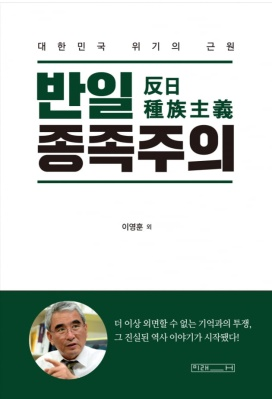 대한민국 위기의 근원
반일
反日
種族主義
종족주의
이영훈 외
더 이상 외면할 수 없는 기억과의 투쟁,
그 진실된 역사 이야기가 시작됐다!